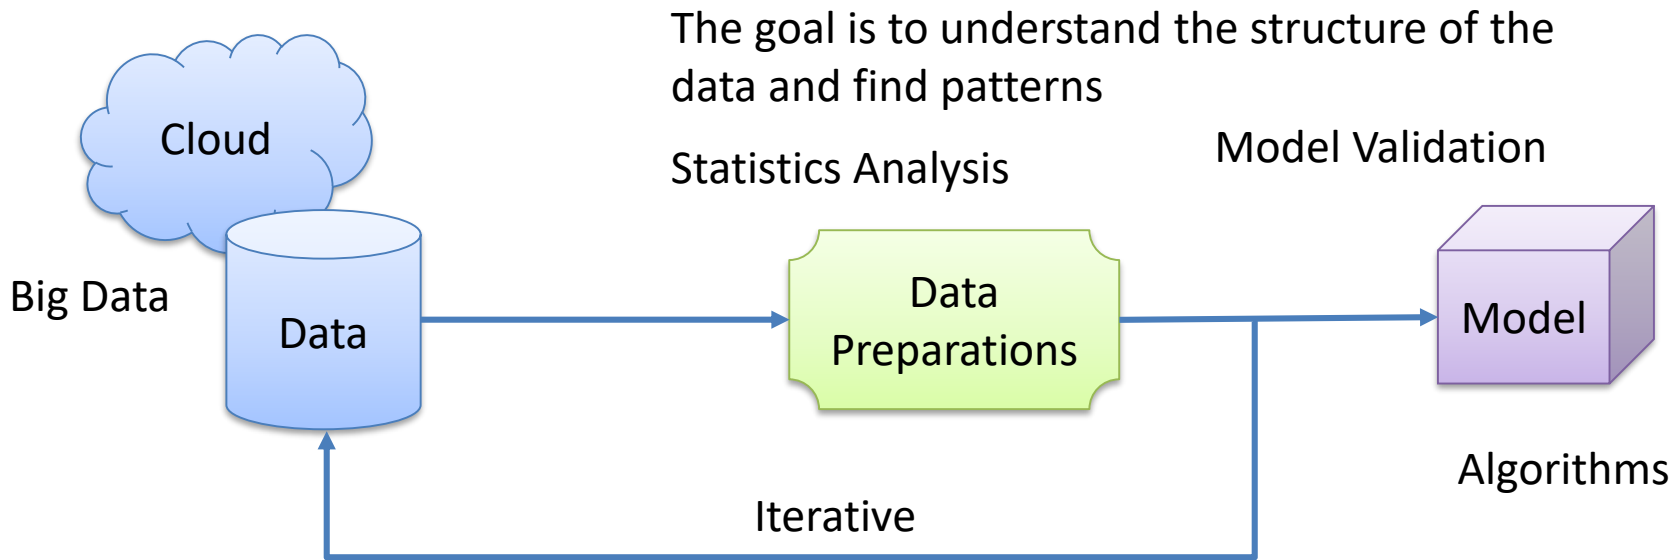 The goal is to understand the structure of the
data and find patterns
Cloud
Statistics Analysis
Model Validation
Big Data
Data
Data
Preparations
Model
Algorithms
Iterative